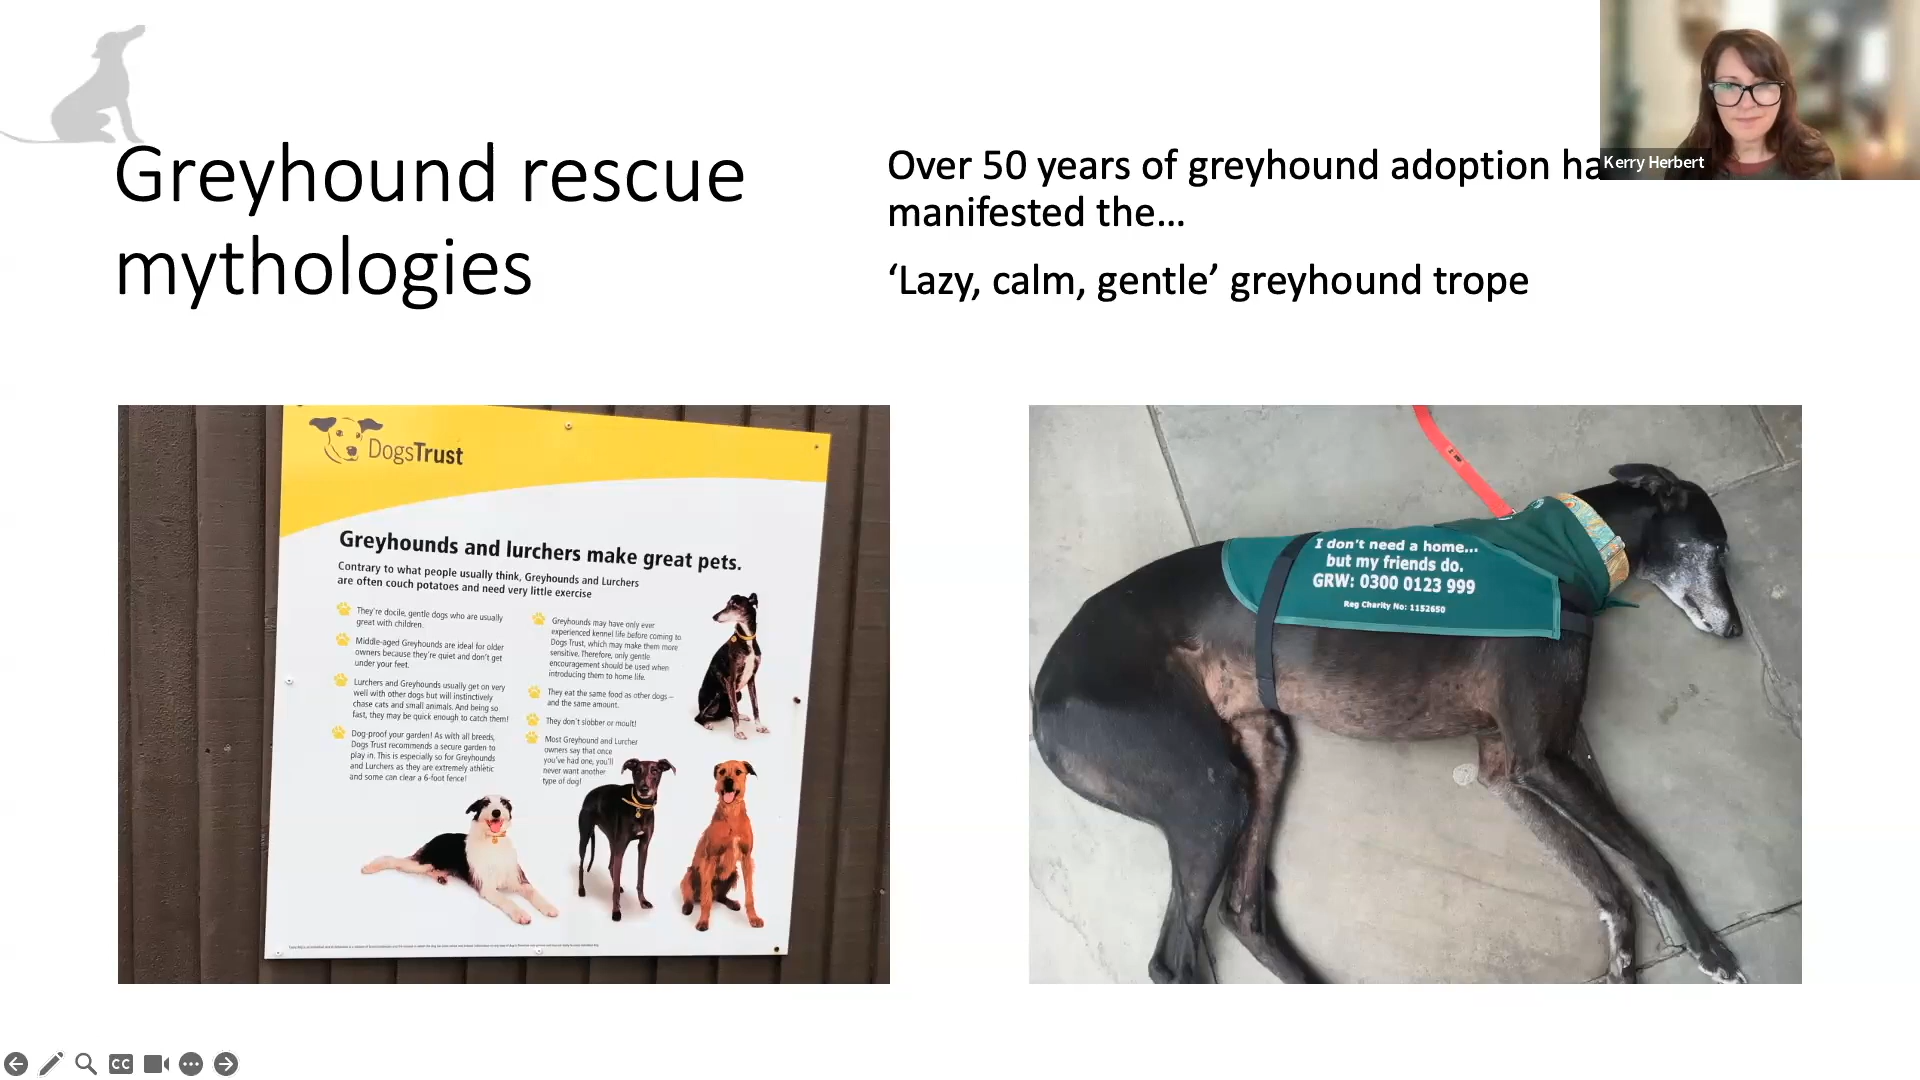 Greyhound rescue
mythologies
Over 50 years of greyhound adoption ha
manifested the...
‘Lazy, calm, gentle’ greyhound trope
Kerry Herbert
DogsTrust
Greyhounds and lurchers make great pets.
Contrary to what people usually think, Greyhounds and Lurchers
are often couch potatoes and need very little exercise
They're docile, gentle dogs who are usually
great with children.
Middle-aged Greyhounds are ideal for older
owners because they're quiet and don't get
under your feet.
Lurchers and Greyhounds usually get on very
well with other dogs but will instinctively
chase cats and small animals. And being so
fast, they may be quick enough to catch them!
Dog-proof your garden! As with all breeds,
Dogs Trust recommends a secure garden to
play in. This is especially so for Greyhounds
and Lurchers as they are extremely athletic
and some can clear a 6-foot fence!
Greyhounds may have only ever
experienced kennel life before coming to
Dogs Trust, which may make them more
sensitive. Therefore, only gentle
encouragement should be used when
introducing them to home life.
They eat the same food as other dogs –
and the same amount.
They don't slobber or moult!
Most Greyhound and Lurcher
owners say that once
you've had one, you'll
never want another
type of dog!
I don't need a home...
but my friends do.
GRW: 0300 0123 999
Reg Charity No: 1152650
CC